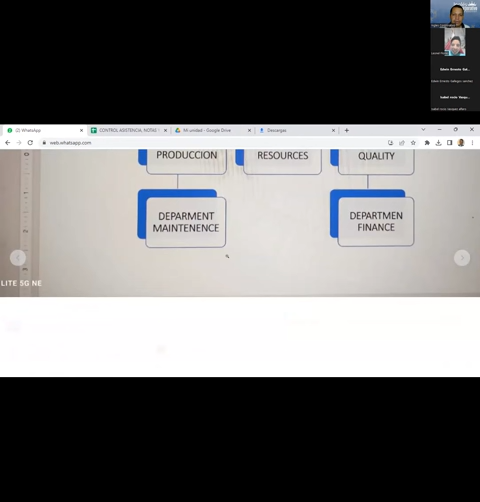 (2) WhatsApp
CONTROL ASISTENCIA, NOTAS
Mi unidad - Google Drive
Descargas
web.whatsapp.com
PRODUCCION
RESOURCES
QUALITY
DEPARMENT
MAINTENENCE
DEPARTMEN
FINANCE
LITE 5G NE